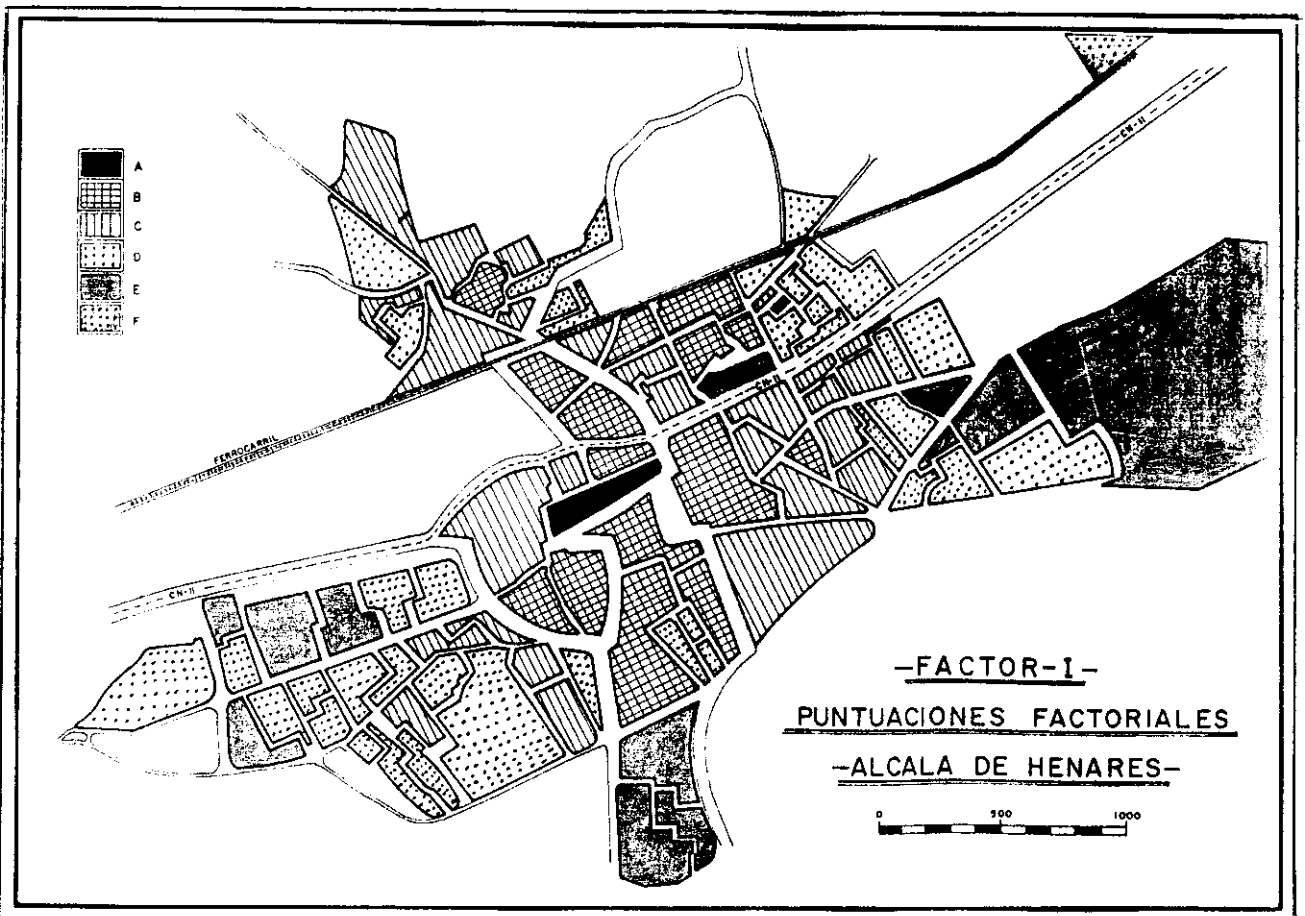 A
B
C
D
E
F
CN-II
CN-II
FERROCARRIL
CN-II
-FACTOR-I-
PUNTUACIONES FACTORIALES
-ALCALA DE HENARES-
0 500 1000